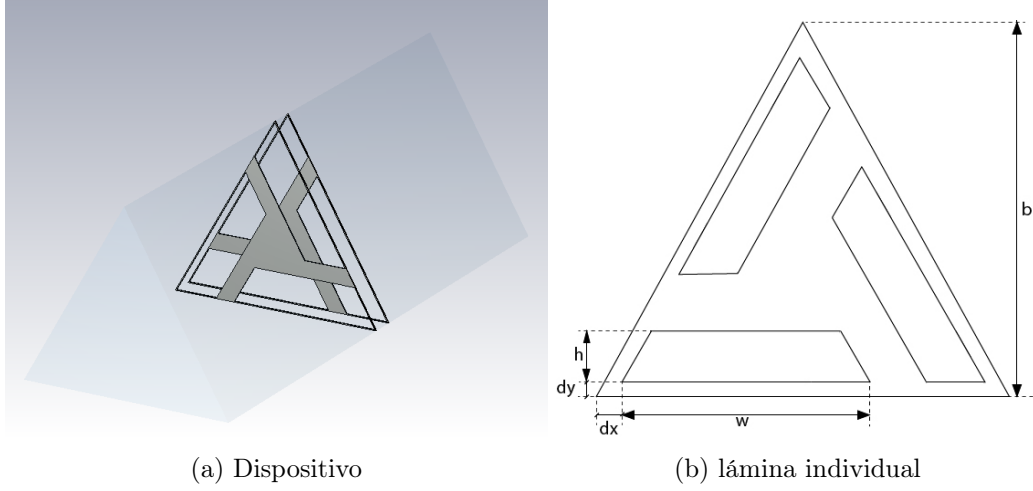 b
h
dy
dx
w
(a) Dispositivo
(b) lámina individual